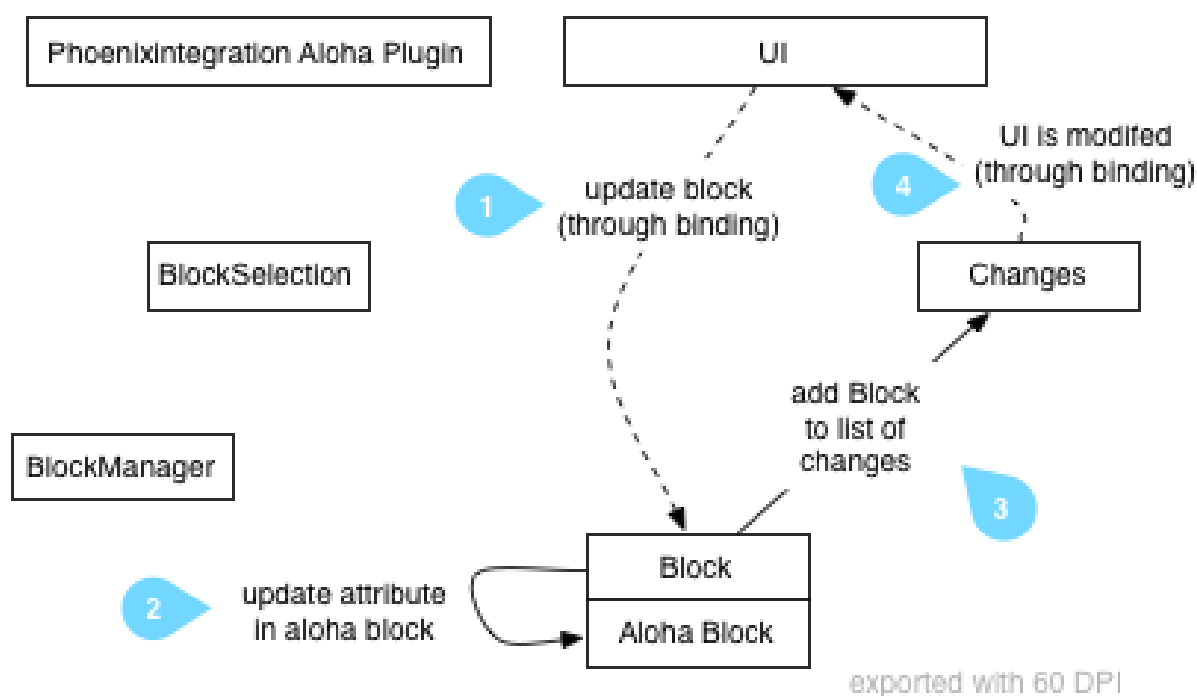 PhoenixIntegration Aloha Plugin
UI
UI is modifed
(through binding)
4
1
update block
(through binding)
BlockSelection
Changes
add Block
to list of
changes
BlockManager
3
Block
2
update attribute
in aloha block
Aloha Block
exported with 60 DPI